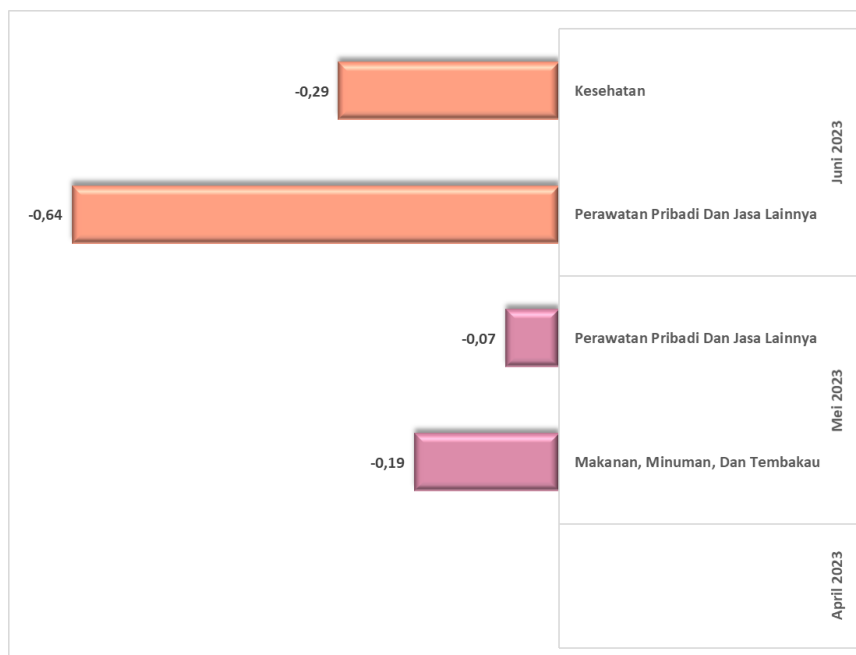 -0,29
Kesehatan
Juni 2023
-0,64
Perawatan Pribadi Dan Jasa Lainnya
-0,07
Perawatan Pribadi Dan Jasa Lainnya
Mei 2023
-0,19
Makanan, Minuman, Dan Tembakau
April 2023